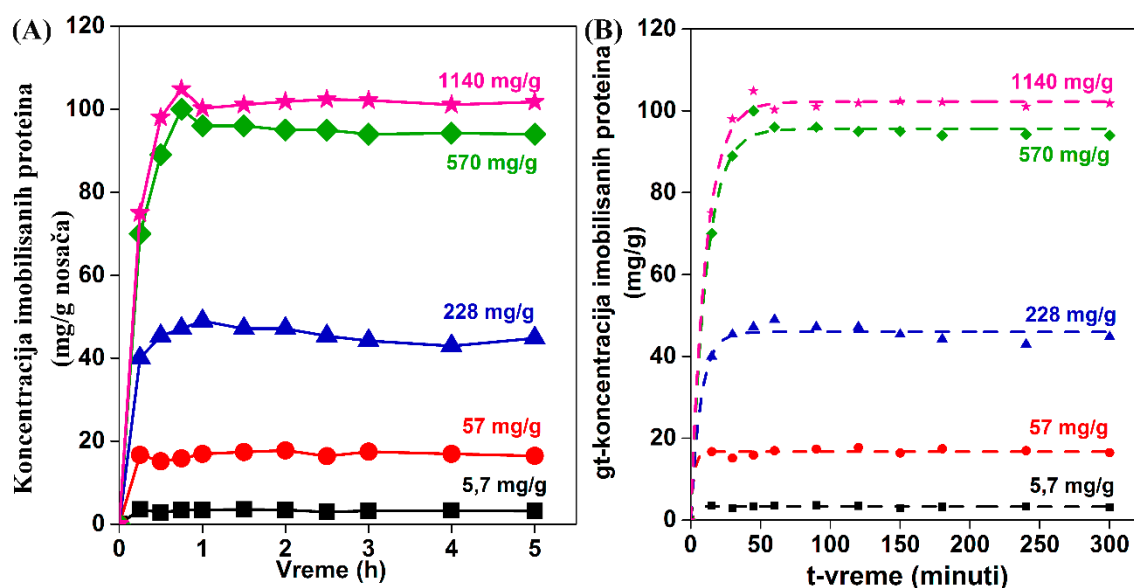 (A)
Koncentracija imobilisanih proteina
(mg/g nosača)
120
100
80
60
40
20
0
1140 mg/g
570 mg/g
228 mg/g
57 mg/g
5,7 mg/g
0 1 2 3 4 5
Vreme (h)
(B)
gt-koncentracija imobilisanih proteina
(mg/g)
120
100
80
60
40
20
0
1140 mg/g
570 mg/g
228 mg/g
57 mg/g
5,7 mg/g
0 50 100 150 200 250 300
t-vreme (minuti)